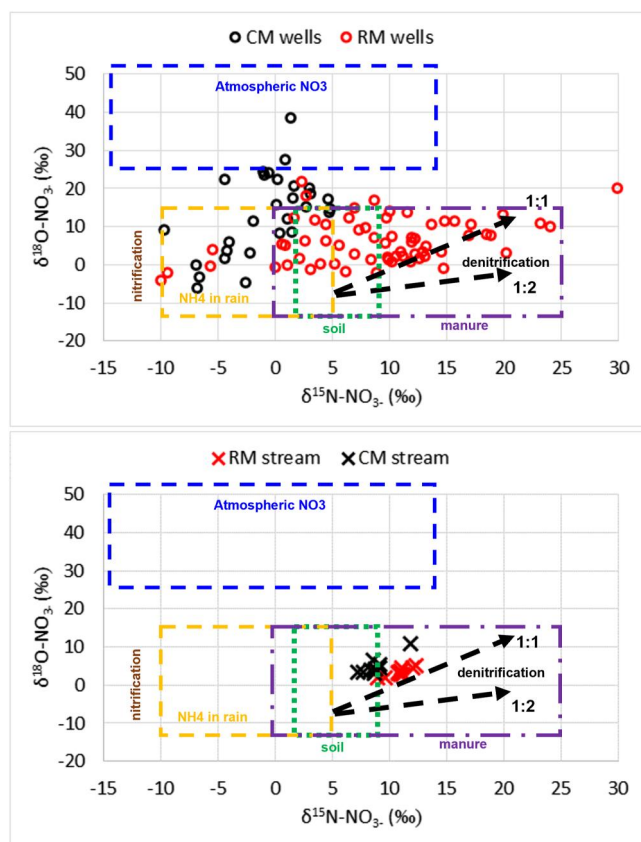 CM wells RM wells
50
40
30
20
10
0
-10
-20
δ18O-NO3- (‰)
Atmospheric NO3
nitrification
NH4 in rain
soil
manure
denitrification
1:1
1:2
-15 -10 -5 0 5 10 15 20 25 30
δ15N-NO3- (‰)
RM stream CM stream
50
40
30
20
10
0
-10
-20
δ18O-NO3- (‰)
Atmospheric NO3
nitrification
NH4 in rain
soil
manure
denitrification
1:1
1:2
-15 -10 -5 0 5 10 15 20 25 30
δ15N-NO3- (‰)